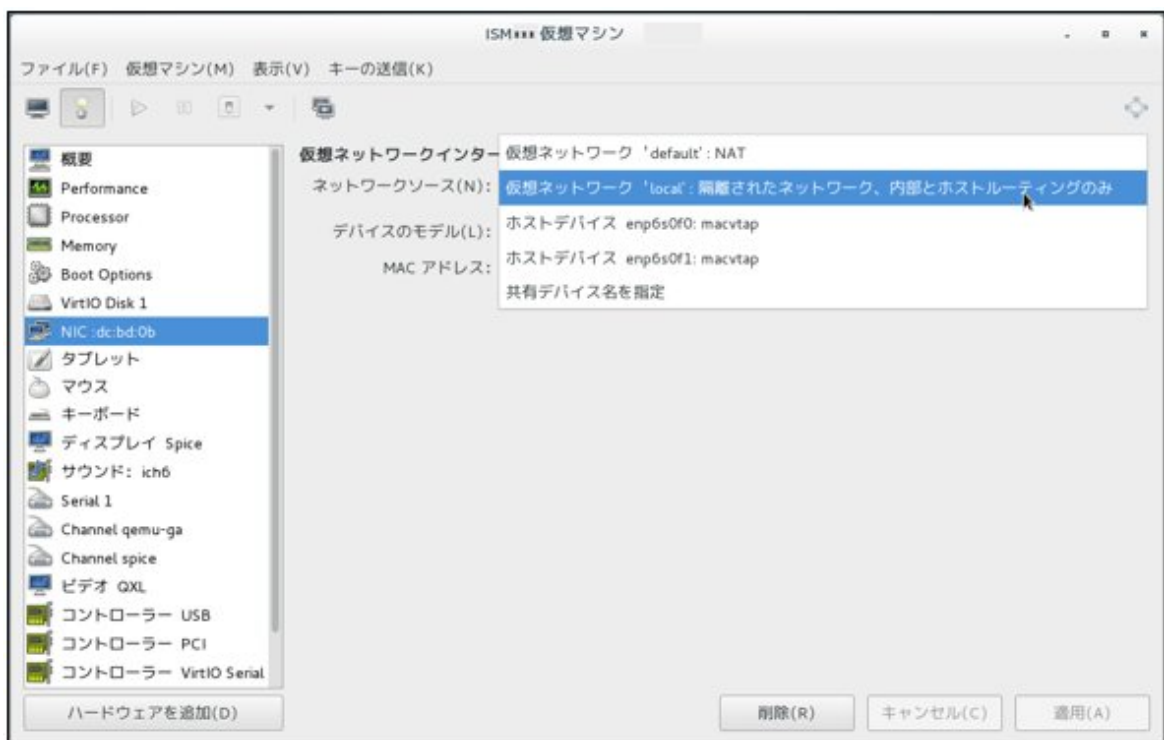 ISM 仮想マシン
ファイル(F) 仮想マシン(M) 表示(V) キーの送信(K)
概要
Performance
Processor
Memory
Boot Options
VirtIO Disk 1
NIC :dc:bd:0b
タブレット
マウス
キーボード
ディスプレイ Spice
サウンド: ich6
Serial 1
Channel qemu-ga
Channel spice
ビデオ QXL
コントローラー USB
コントローラー PCI
コントローラー VirtIO Serial
ハードウェアを追加(D)
仮想ネットワークインター
ネットワークソース(N):
デバイスのモデル(L):
MAC アドレス:
仮想ネットワーク 'default': NAT
仮想ネットワーク 'local': 隔離されたネットワーク、内部とホストルーティングのみ
ホストデバイス enp6s0f0: macvtap
ホストデバイス enp6s0f1: macvtap
共有デバイス名を指定
削除(R) キャンセル(C) 適用(A)